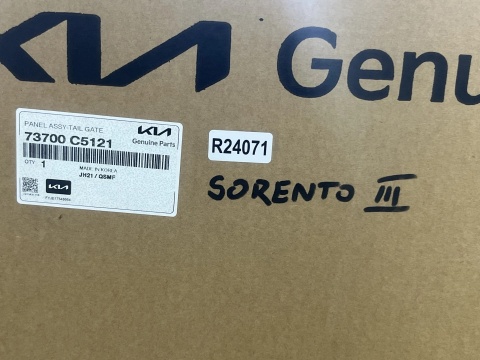 KIA Genu
PANEL ASSY-TAIL GATE
73700 C5121
KIA
Genuine Parts
QTY 1
MADE IN KOREA
JH21 / GSMF
KIA
R24071
SORENTO III